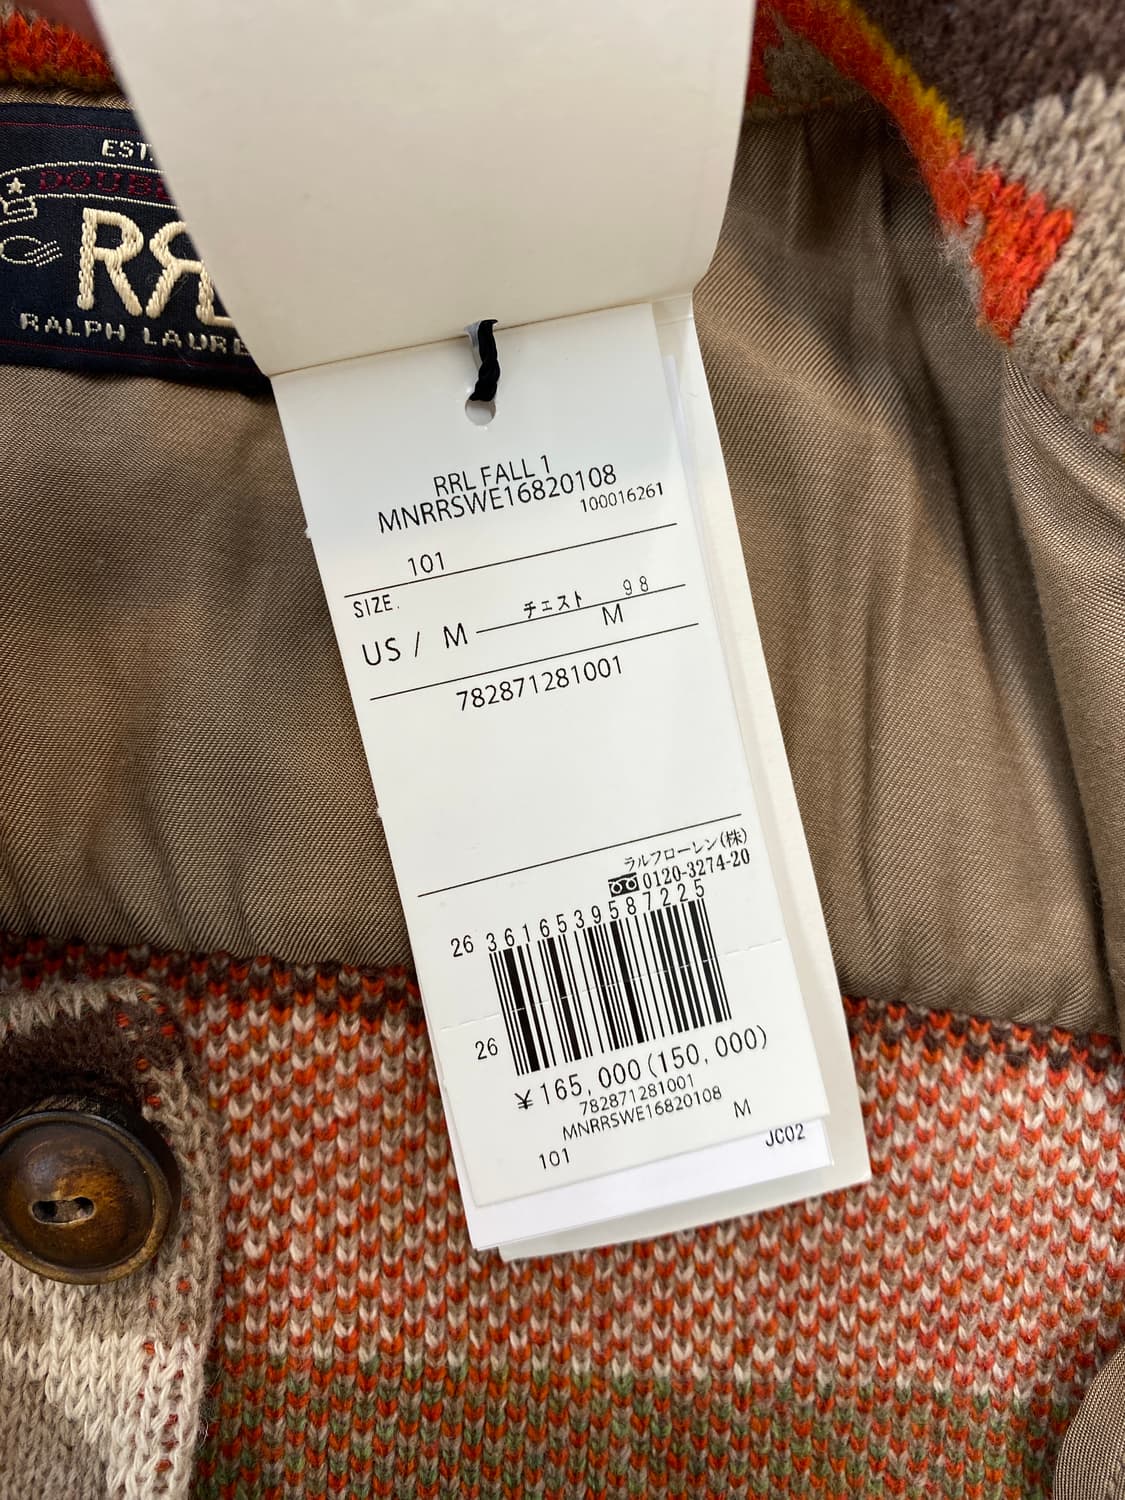 EST.
DOUBL
RRL
RALPH LAURE
RRL FALL 1
MNRRSWE16820108
100016261
101
SIZE.
チェスト 98
US / M M
782871281001
ラルフローレン(株)
0120-3274-20
26 3616539587225
26
¥165,000(150,000)
782871281001
MNRRSWE16820108
101 M
JC02